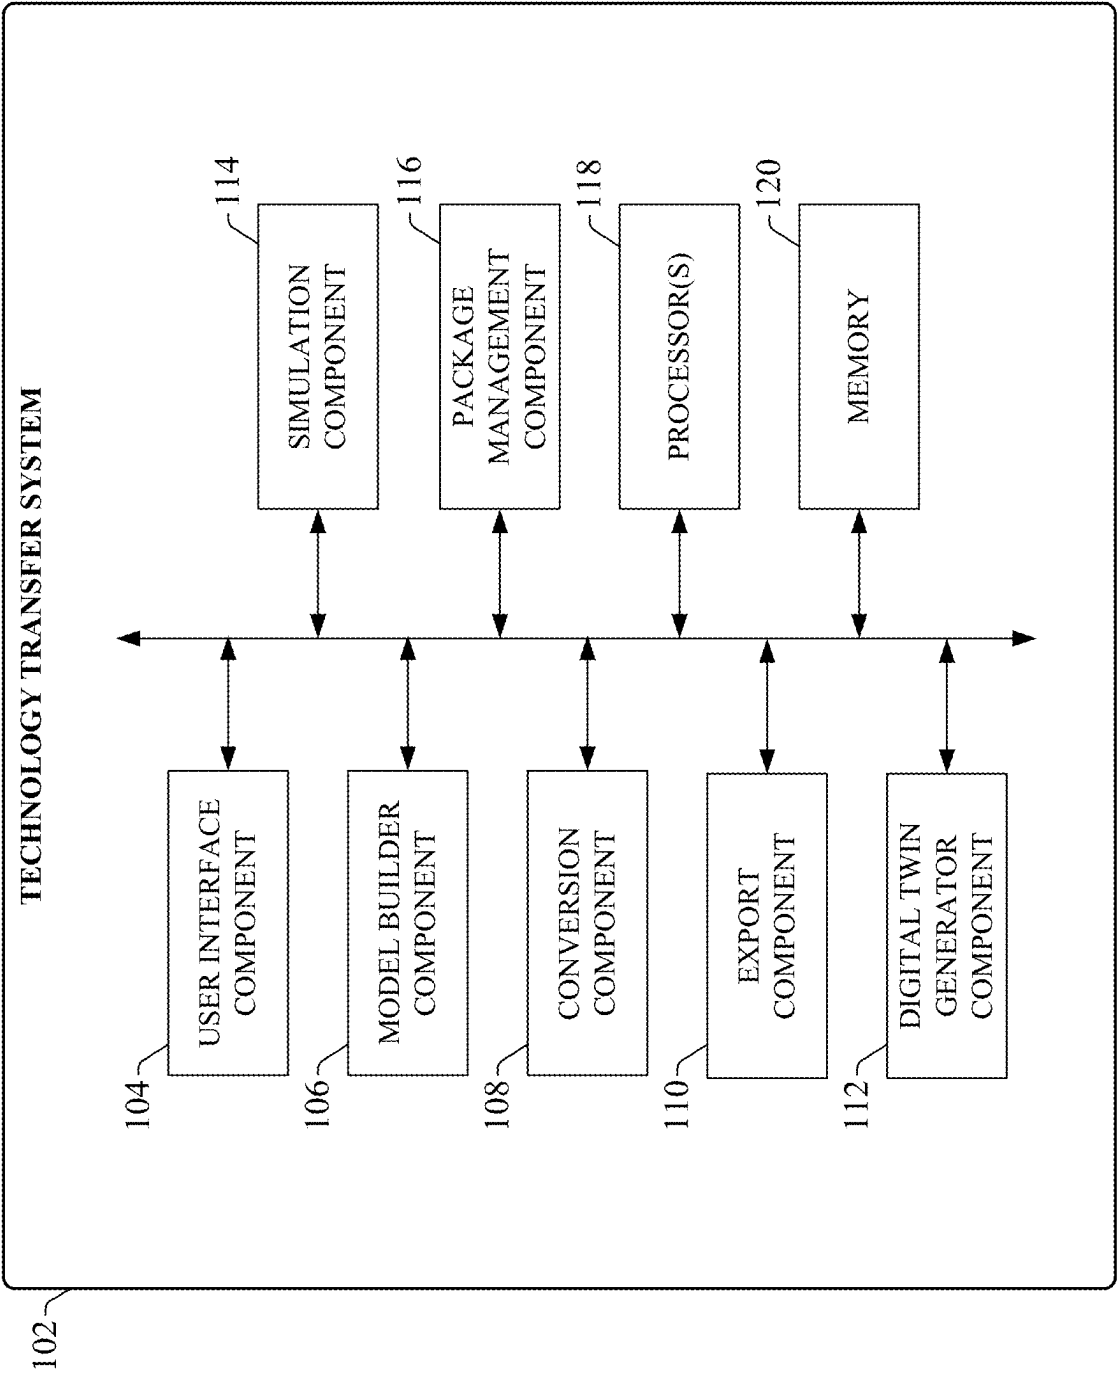 TECHNOLOGY TRANSFER SYSTEM
102
104
USER INTERFACE
COMPONENT
106
MODEL BUILDER
COMPONENT
108
CONVERSION
COMPONENT
110
EXPORT
COMPONENT
112
DIGITAL TWIN
GENERATOR
COMPONENT
114
SIMULATION
COMPONENT
116
PACKAGE
MANAGEMENT
COMPONENT
118
PROCESSOR(S)
120
MEMORY